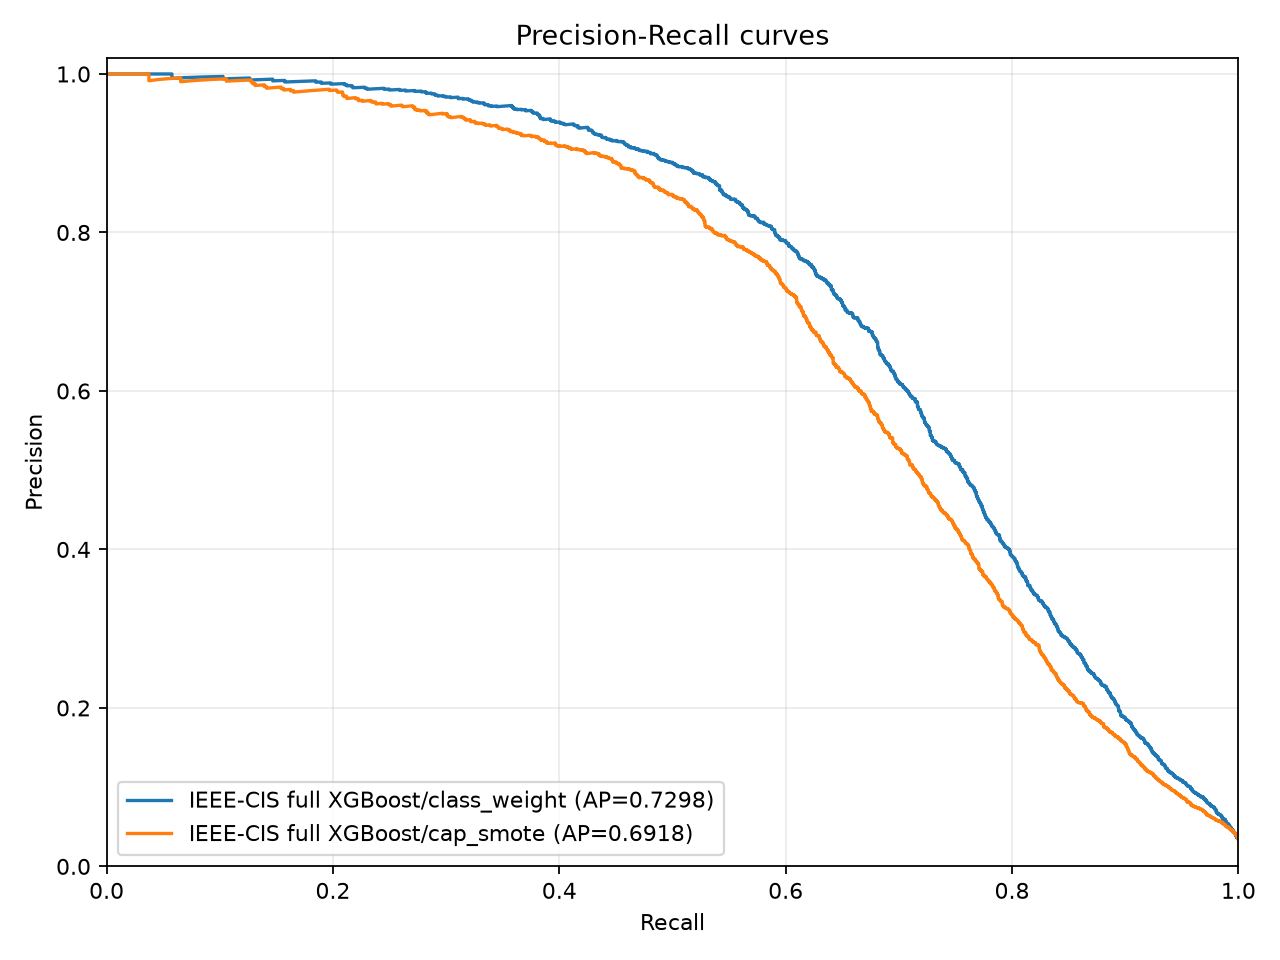 Precision-Recall curves
Precision
1.0
0.8
0.6
0.4
0.2
0.0
IEEE-CIS full XGBoost/class_weight (AP=0.7298)
IEEE-CIS full XGBoost/cap_smote (AP=0.6918)
0.0 0.2 0.4 0.6 0.8 1.0
Recall